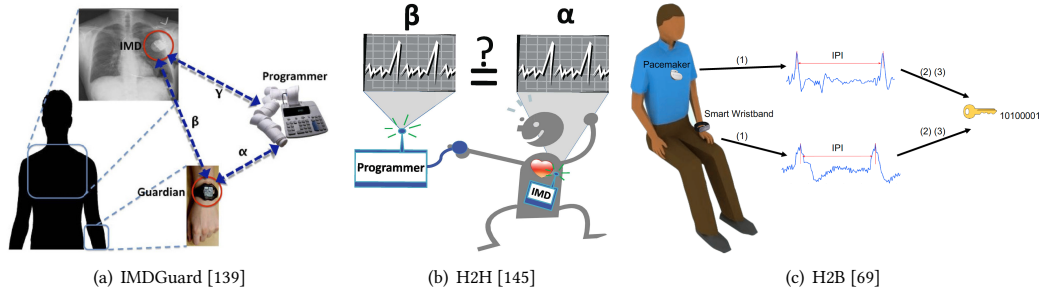 IMD
Programmer
γ
β
α
Guardian
(a) IMDGuard [139]
β
α
?
=
Programmer
IMD
(b) H2H [145]
Pacemaker
(1)
IPI
(2) (3)
Smart Wristband
10100001
(1)
IPI
(2) (3)
(c) H2B [69]